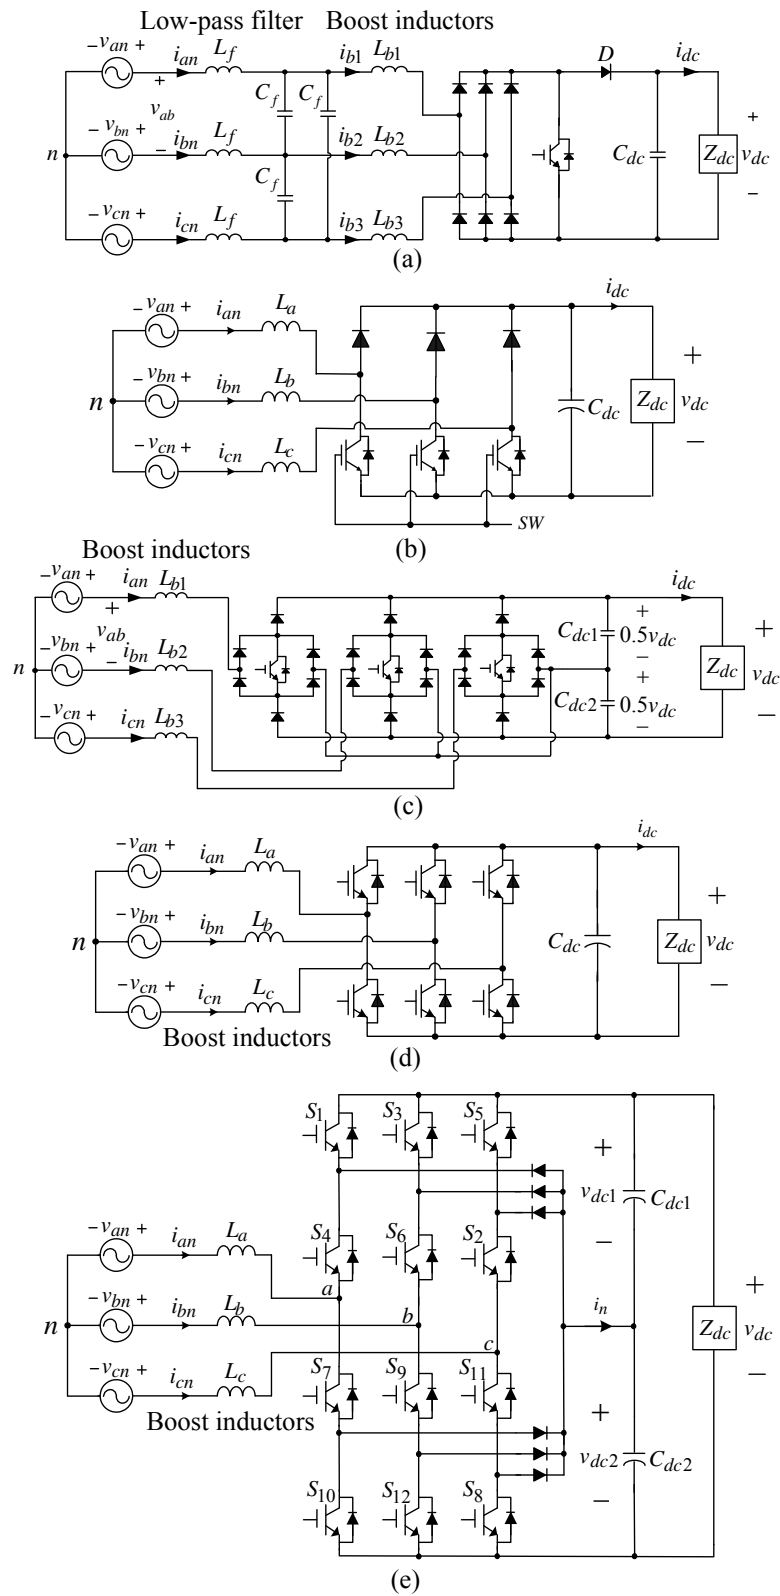 Low-pass filter Boost inductors
−v_an + i_an L_f i_b1 L_b1 D i_dc
+ C_f C_f
v_ab
n −v_bn + − i_bn L_f i_b2 L_b2 C_dc Z_dc + v_dc −
C_f
−v_cn + i_cn L_f i_b3 L_b3
(a)
−v_an + i_an L_a i_dc
n −v_bn + i_bn L_b C_dc Z_dc + v_dc −
−v_cn + i_cn L_c
SW
(b)
Boost inductors
−v_an + i_an L_b1 i_dc
+ C_dc1 + 0.5v_dc −
n −v_bn + v_ab − i_bn L_b2 Z_dc + v_dc −
C_dc2 + 0.5v_dc −
−v_cn + i_cn L_b3
(c)
−v_an + i_an L_a i_dc
n −v_bn + i_bn L_b C_dc Z_dc + v_dc −
−v_cn + i_cn L_c
Boost inductors
(d)
S_1 S_3 S_5
+ v_dc1 − C_dc1
S_4 S_6 S_2
−v_an + i_an L_a a
n −v_bn + i_bn L_b b i_n Z_dc + v_dc −
−v_cn + i_cn L_c c
Boost inductors S_7 S_9 S_11
+ v_dc2 − C_dc2
S_10 S_12 S_8
(e)